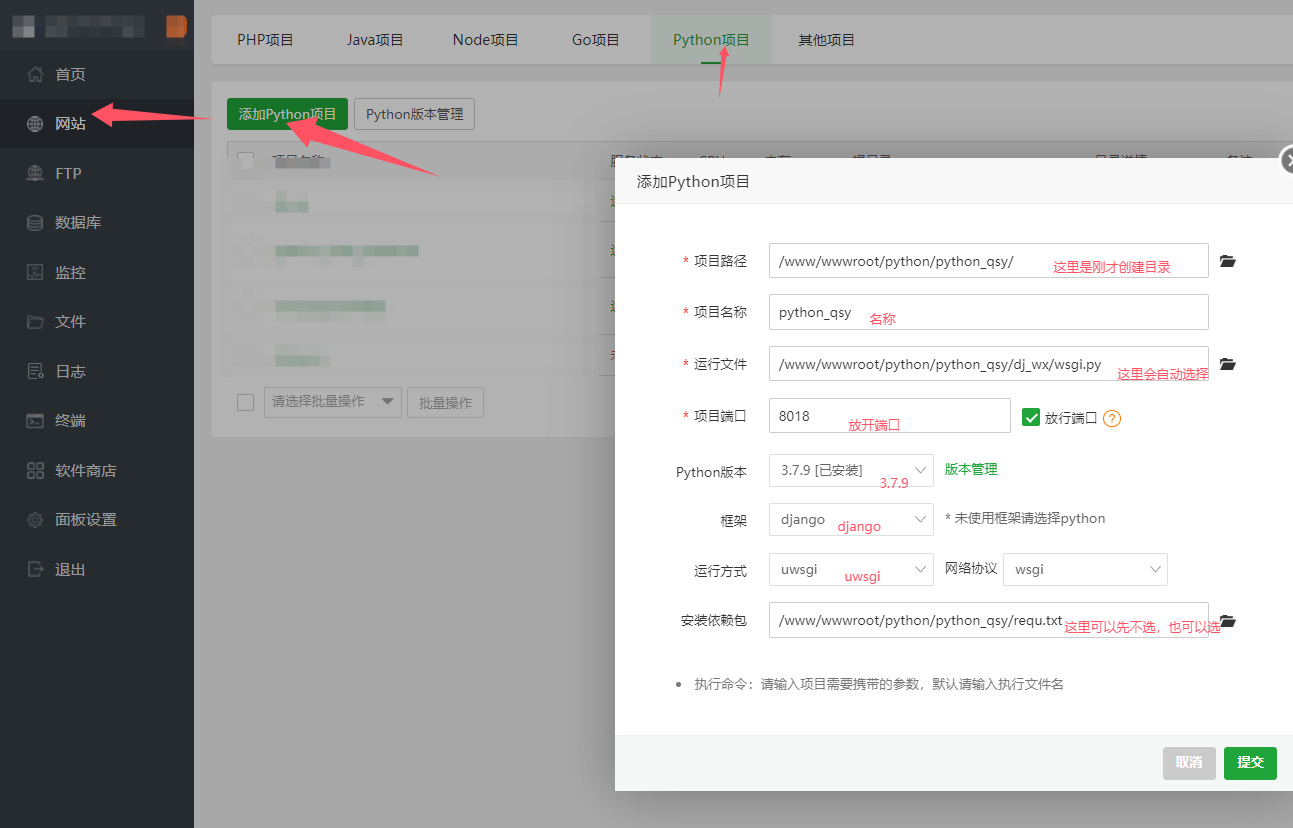 PHP项目 Java项目 Node项目 Go项目 Python项目 其他项目
首页
网站
FTP
数据库
监控
文件
日志
终端
软件商店
面板设置
退出
添加Python项目 Python版本管理
请选择批量操作 批量操作
添加Python项目
* 项目路径 /www/wwwroot/python/python_qsy/ 这里是刚才创建目录
* 项目名称 python_qsy 名称
* 运行文件 /www/wwwroot/python/python_qsy/dj_wx/wsgi.py 这里会自动选择
* 项目端口 8018 放开端口 放行端口 ?
Python版本 3.7.9 [已安装] 3.7.9 版本管理
框架 django django * 未使用框架请选择python
运行方式 uwsgi uwsgi 网络协议 wsgi
安装依赖包 /www/wwwroot/python/python_qsy/requ.txt 这里可以先不选，也可以选
• 执行命令：请输入项目需要携带的参数，默认请输入执行文件名
取消 提交